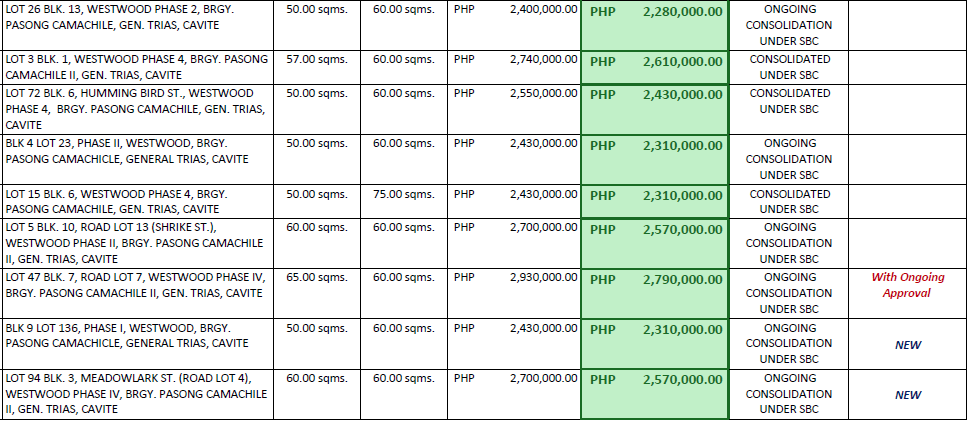 LOT 26 BLK. 13, WESTWOOD PHASE 2, BRGY. 50.00 sqms. 60.00 sqms. PHP 2,400,000.00 PHP 2,280,000.00 ONGOING
PASONG CAMACHILE, GEN. TRIAS, CAVITE CONSOLIDATION
UNDER SBC
LOT 3 BLK. 1, WESTWOOD PHASE 4, BRGY. PASONG 57.00 sqms. 60.00 sqms. PHP 2,740,000.00 PHP 2,610,000.00 CONSOLIDATED
CAMACHILE II, GEN. TRIAS, CAVITE UNDER SBC
LOT 72 BLK. 6, HUMMING BIRD ST., WESTWOOD 50.00 sqms. 60.00 sqms. PHP 2,550,000.00 PHP 2,430,000.00 CONSOLIDATED
PHASE 4, BRGY. PASONG CAMACHILE, GEN. TRIAS, UNDER SBC
CAVITE
BLK 4 LOT 23, PHASE II, WESTWOOD, BRGY. 50.00 sqms. 60.00 sqms. PHP 2,430,000.00 PHP 2,310,000.00 ONGOING
PASONG CAMACHICLE, GENERAL TRIAS, CAVITE CONSOLIDATION
UNDER SBC
LOT 15 BLK. 6, WESTWOOD PHASE 4, BRGY. 50.00 sqms. 75.00 sqms. PHP 2,430,000.00 PHP 2,310,000.00 CONSOLIDATED
PASONG CAMACHILE, GEN. TRIAS, CAVITE UNDER SBC
LOT 5 BLK. 10, ROAD LOT 13 (SHRIKE ST.), 60.00 sqms. 60.00 sqms. PHP 2,700,000.00 PHP 2,570,000.00 ONGOING
WESTWOOD PHASE II, BRGY. PASONG CAMACHILE CONSOLIDATION
II, GEN. TRIAS, CAVITE UNDER SBC
LOT 47 BLK. 7, ROAD LOT 7, WESTWOOD PHASE IV, 65.00 sqms. 60.00 sqms. PHP 2,930,000.00 PHP 2,790,000.00 ONGOING With Ongoing
BRGY. PASONG CAMACHILE II, GEN. TRIAS, CAVITE CONSOLIDATION Approval
UNDER SBC
BLK 9 LOT 136, PHASE I, WESTWOOD, BRGY. 50.00 sqms. 60.00 sqms. PHP 2,430,000.00 PHP 2,310,000.00 ONGOING
PASONG CAMACHICLE, GENERAL TRIAS, CAVITE CONSOLIDATION NEW
UNDER SBC
LOT 94 BLK. 3, MEADOWLARK ST. (ROAD LOT 4), 60.00 sqms. 60.00 sqms. PHP 2,700,000.00 PHP 2,570,000.00 ONGOING
WESTWOOD PHASE IV, BRGY. PASONG CAMACHILE CONSOLIDATION NEW
II, GEN. TRIAS, CAVITE UNDER SBC